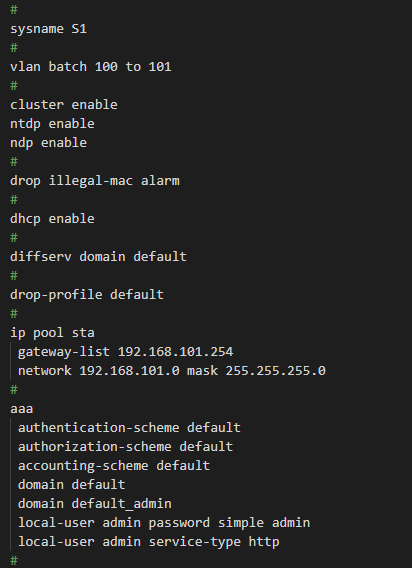 #
sysname S1
#
vlan batch 100 to 101
#
cluster enable
ntdp enable
ndp enable
#
drop illegal-mac alarm
#
dhcp enable
#
diffserv domain default
#
drop-profile default
#
ip pool sta
 gateway-list 192.168.101.254
 network 192.168.101.0 mask 255.255.255.0
#
aaa
 authentication-scheme default
 authorization-scheme default
 accounting-scheme default
 domain default
 domain default_admin
 local-user admin password simple admin
 local-user admin service-type http
#